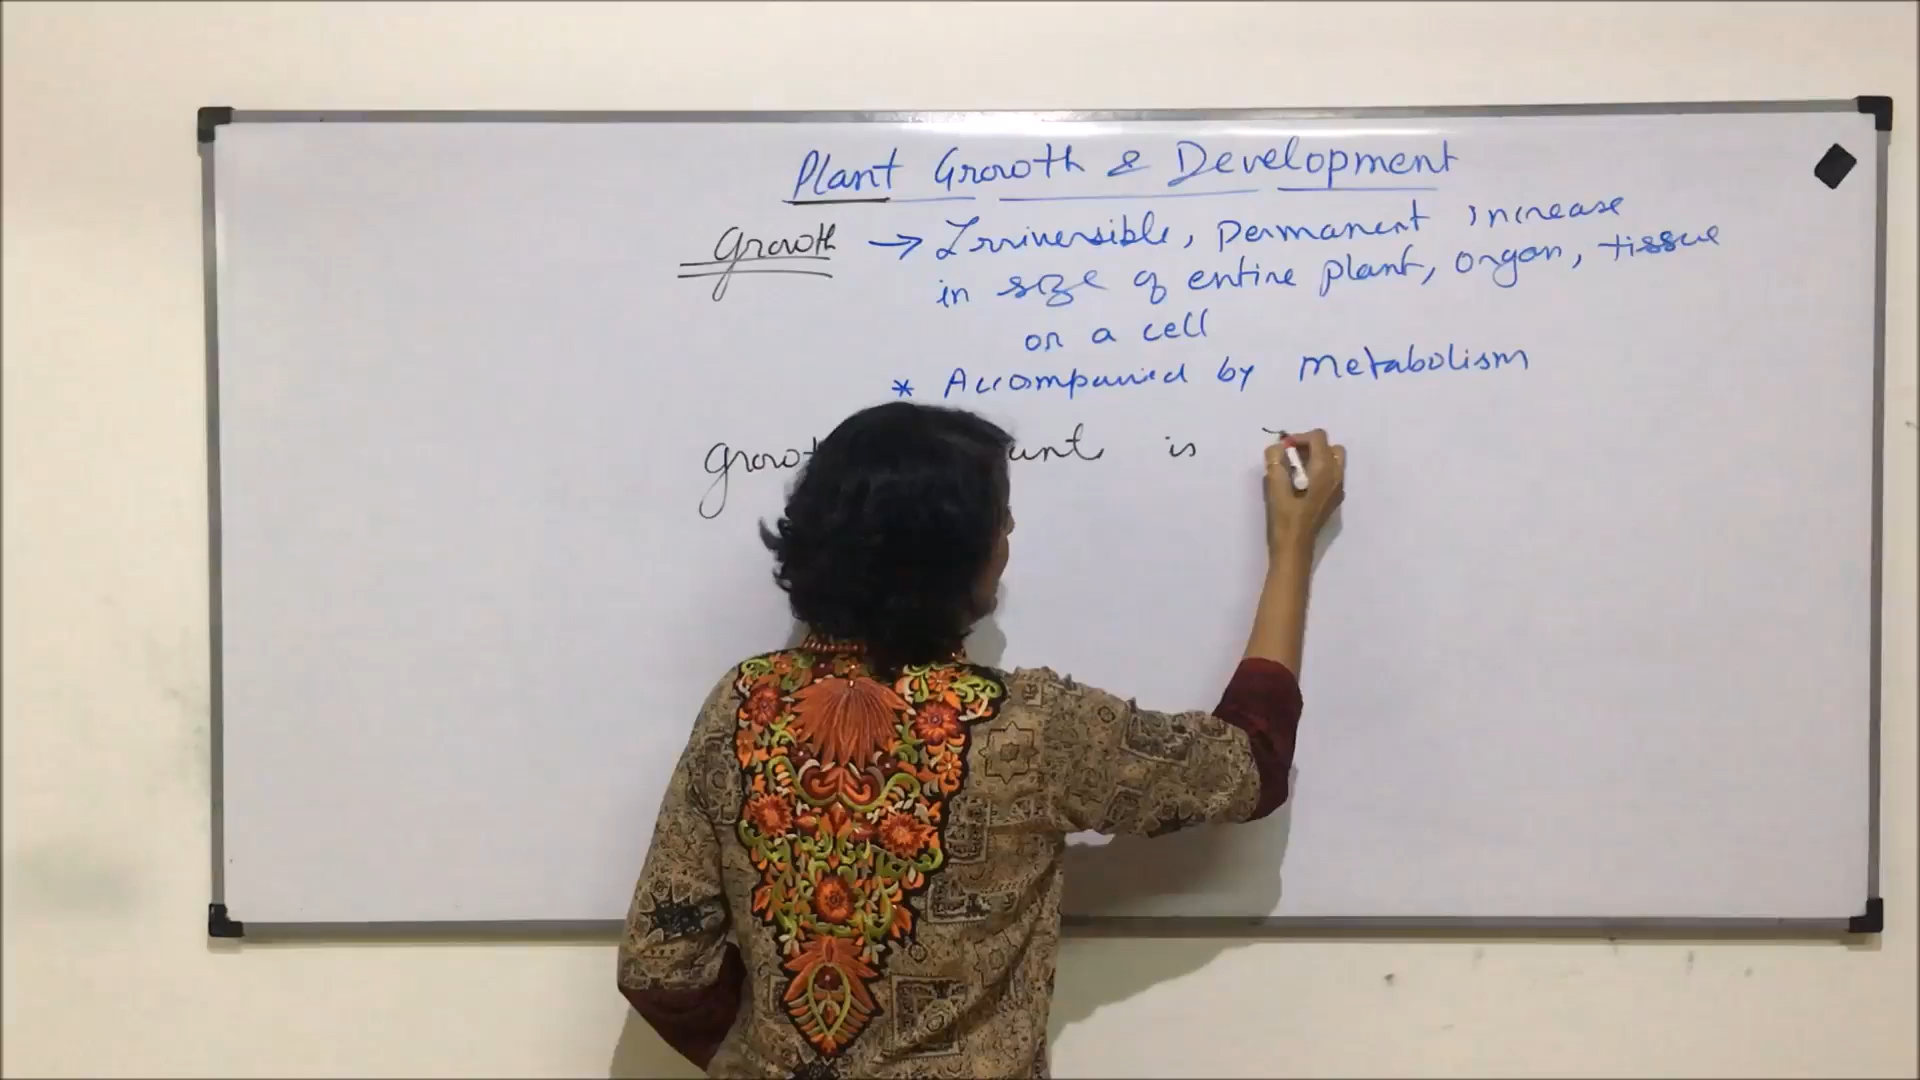 Plant Growth & Development
Growth → Irriversible, Permanent increase
in size of entire plant, organ, tissue
or a cell
* Accompanied by Metabolism
is